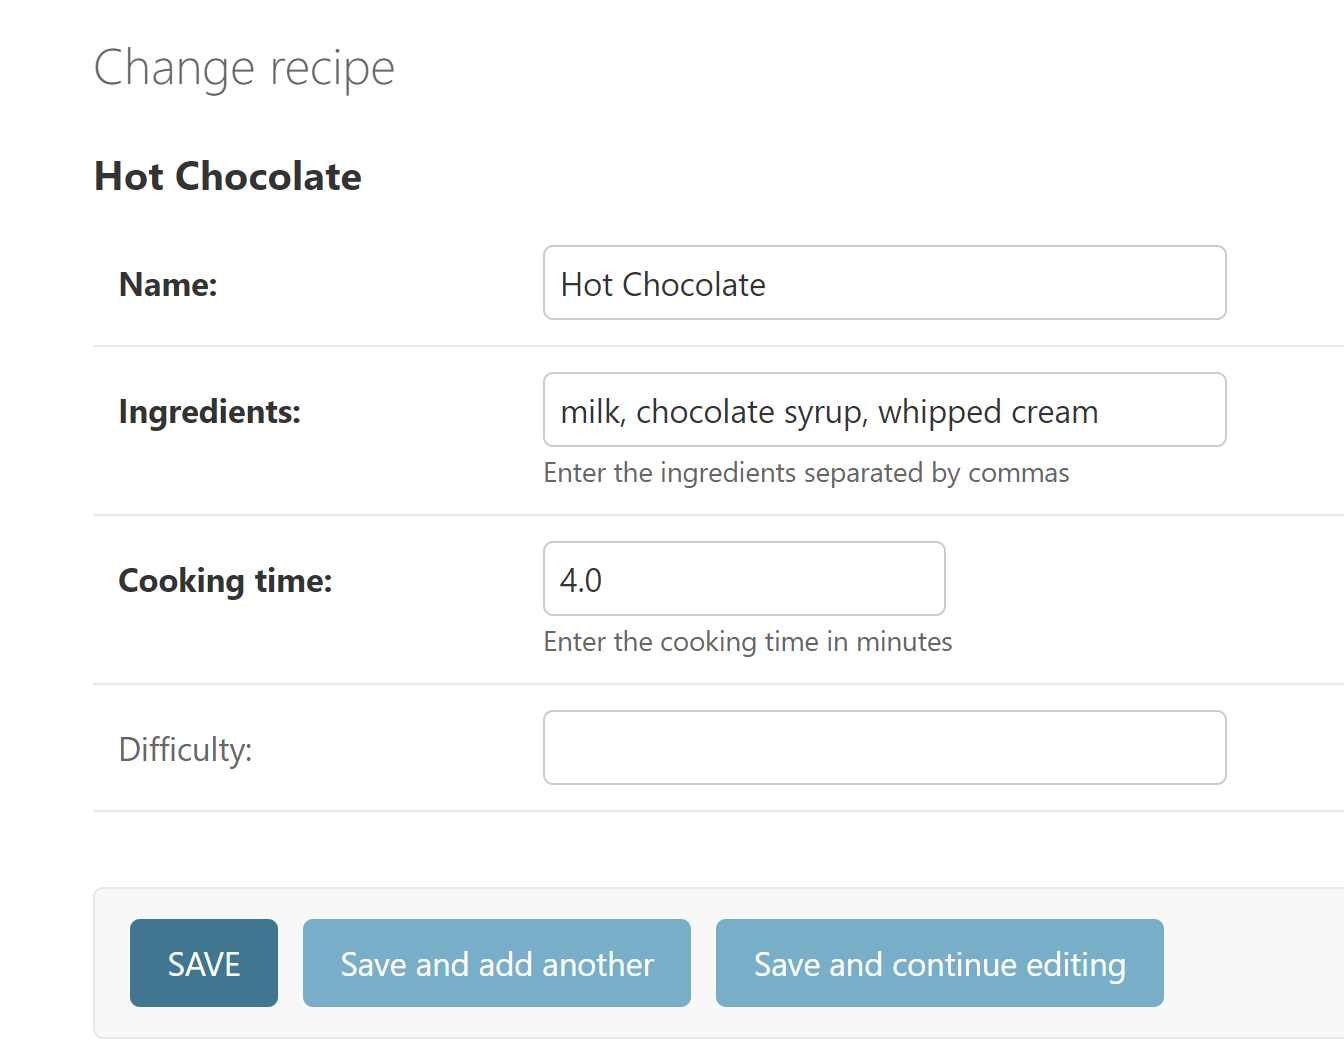 Change recipe
Hot Chocolate
Name:
Hot Chocolate
Ingredients:
milk, chocolate syrup, whipped cream
Enter the ingredients separated by commas
Cooking time:
4.0
Enter the cooking time in minutes
Difficulty:
SAVE
Save and add another
Save and continue editing